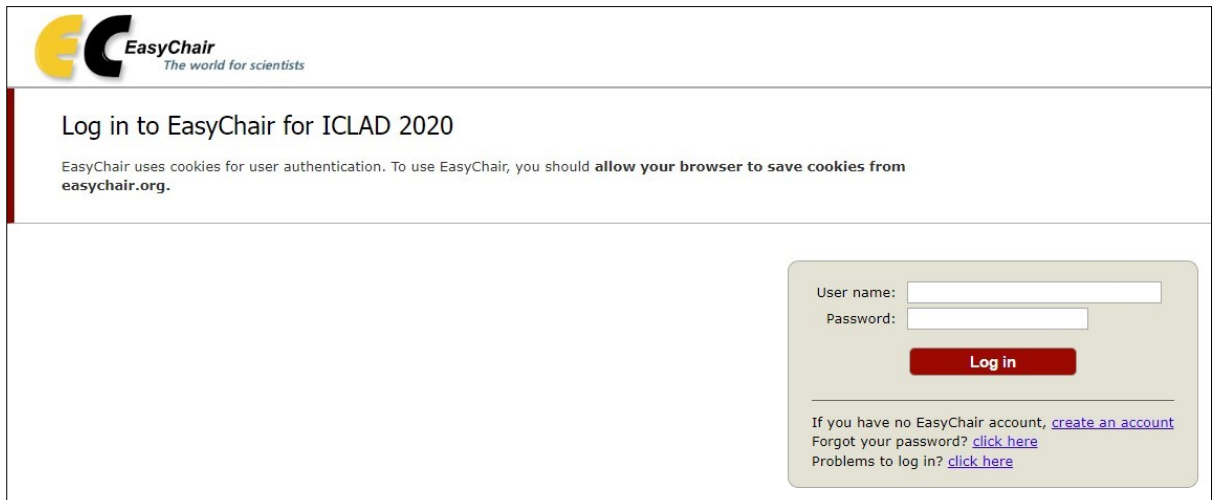 EC
EasyChair
The world for scientists
Log in to EasyChair for ICLAD 2020
EasyChair uses cookies for user authentication. To use EasyChair, you should allow your browser to save cookies from
easychair.org.
User name:
Password:
Log in
If you have no EasyChair account, create an account
Forgot your password? click here
Problems to log in? click here